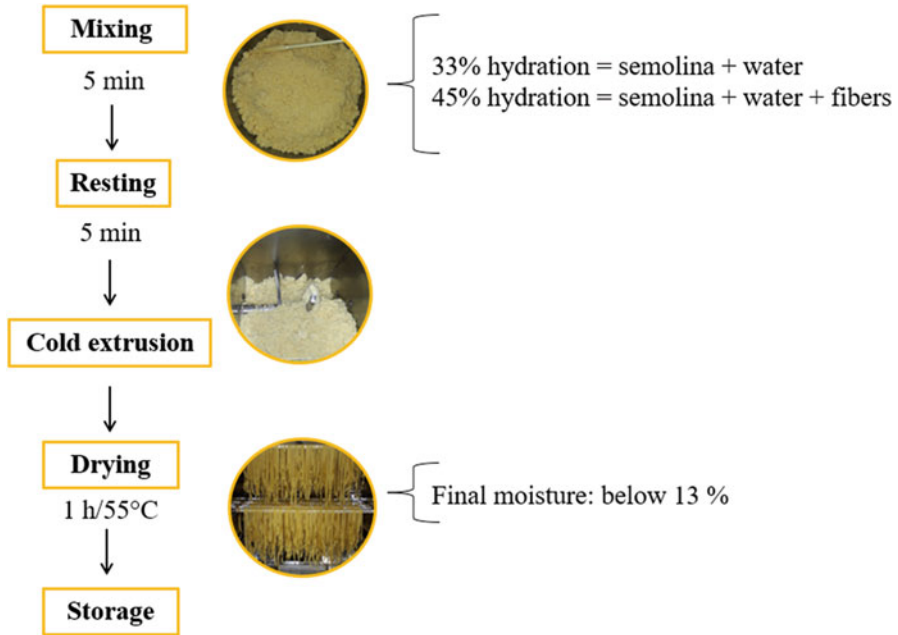 Mixing
33% hydration = semolina + water
5 min
45% hydration = semolina + water + fibers
Resting
5 min
Cold extrusion
Drying
Final moisture: below 13 %
1 h/55°C
Storage